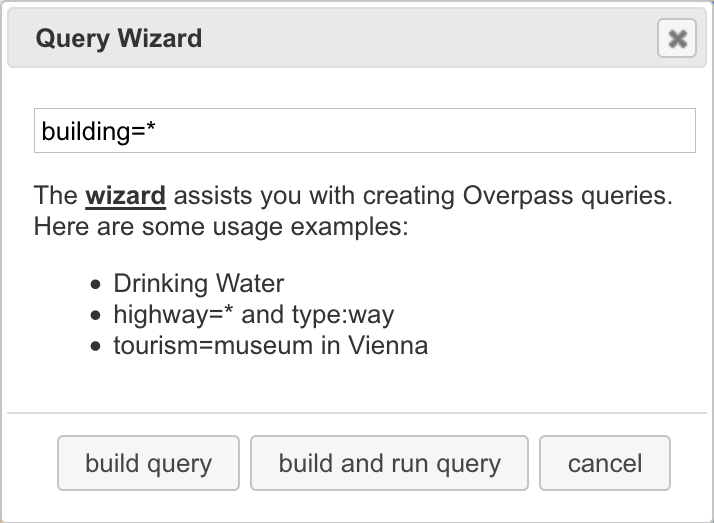 Query Wizard
building=*
The wizard assists you with creating Overpass queries.
Here are some usage examples:
• Drinking Water
• highway=* and type:way
• tourism=museum in Vienna
build query build and run query cancel